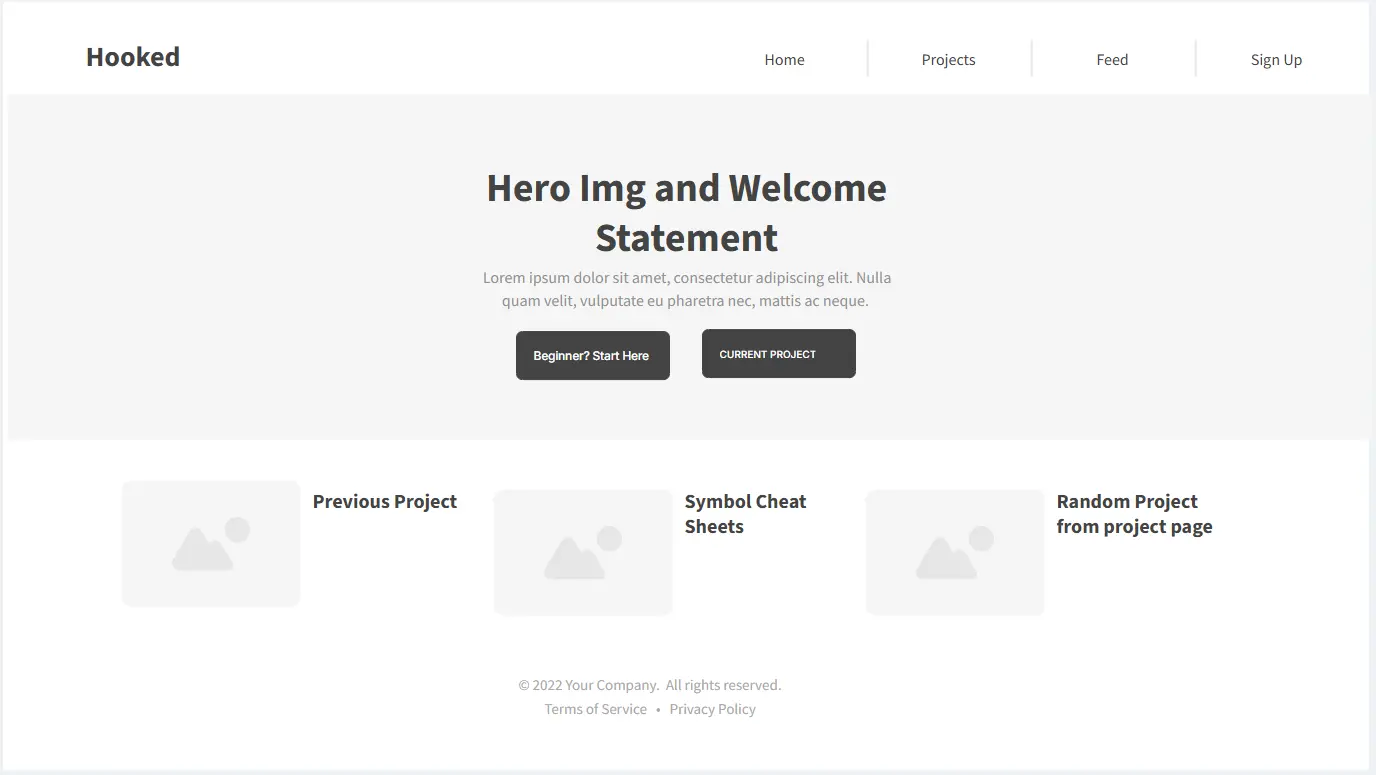 Hooked
Home
Projects
Feed
Sign Up
Hero Img and Welcome
Statement
Lorem ipsum dolor sit amet, consectetur adipiscing elit. Nulla
quam velit, vulputate eu pharetra nec, mattis ac neque.
Beginner? Start Here
CURRENT PROJECT
Previous Project
Symbol Cheat
Sheets
Random Project
from project page
© 2022 Your Company.  All rights reserved.
Terms of Service  •  Privacy Policy